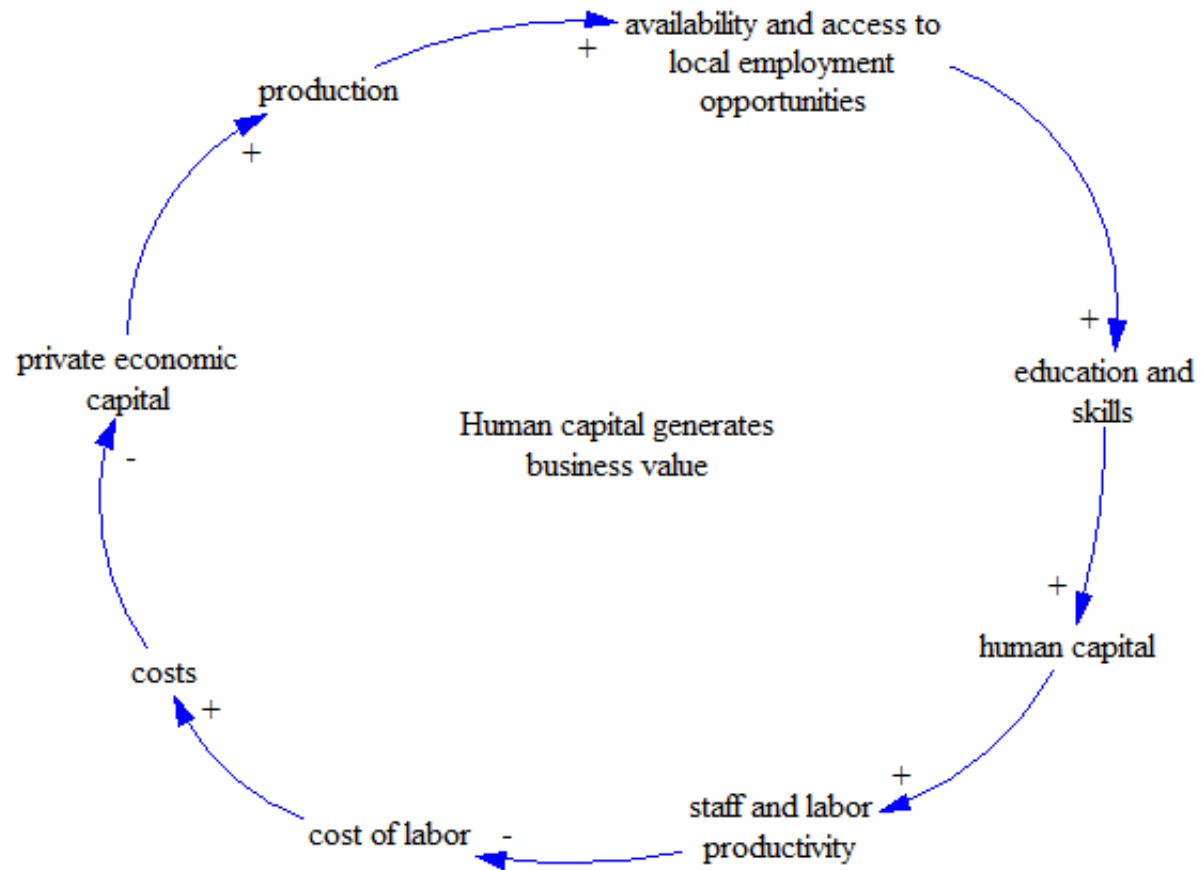 availability and access to
local employment
opportunities
+
production
+
+
private economic
capital
education and
skills
Human capital generates
business value
-
+
human capital
costs
+
+
staff and labor
productivity
cost of labor
-